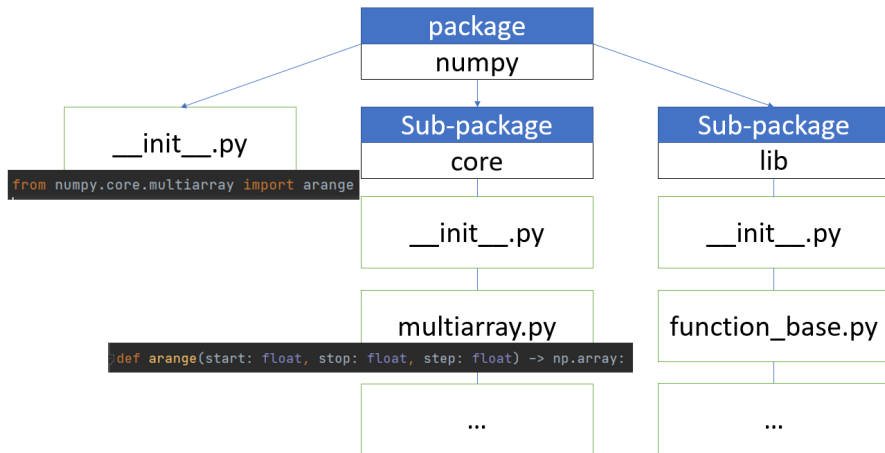 package
numpy
__init__.py
from numpy.core.multiarray import arange
Sub-package
core
__init__.py
multiarray.py
def arange(start: float, stop: float, step: float) -> np.array:
...
Sub-package
lib
__init__.py
function_base.py
...